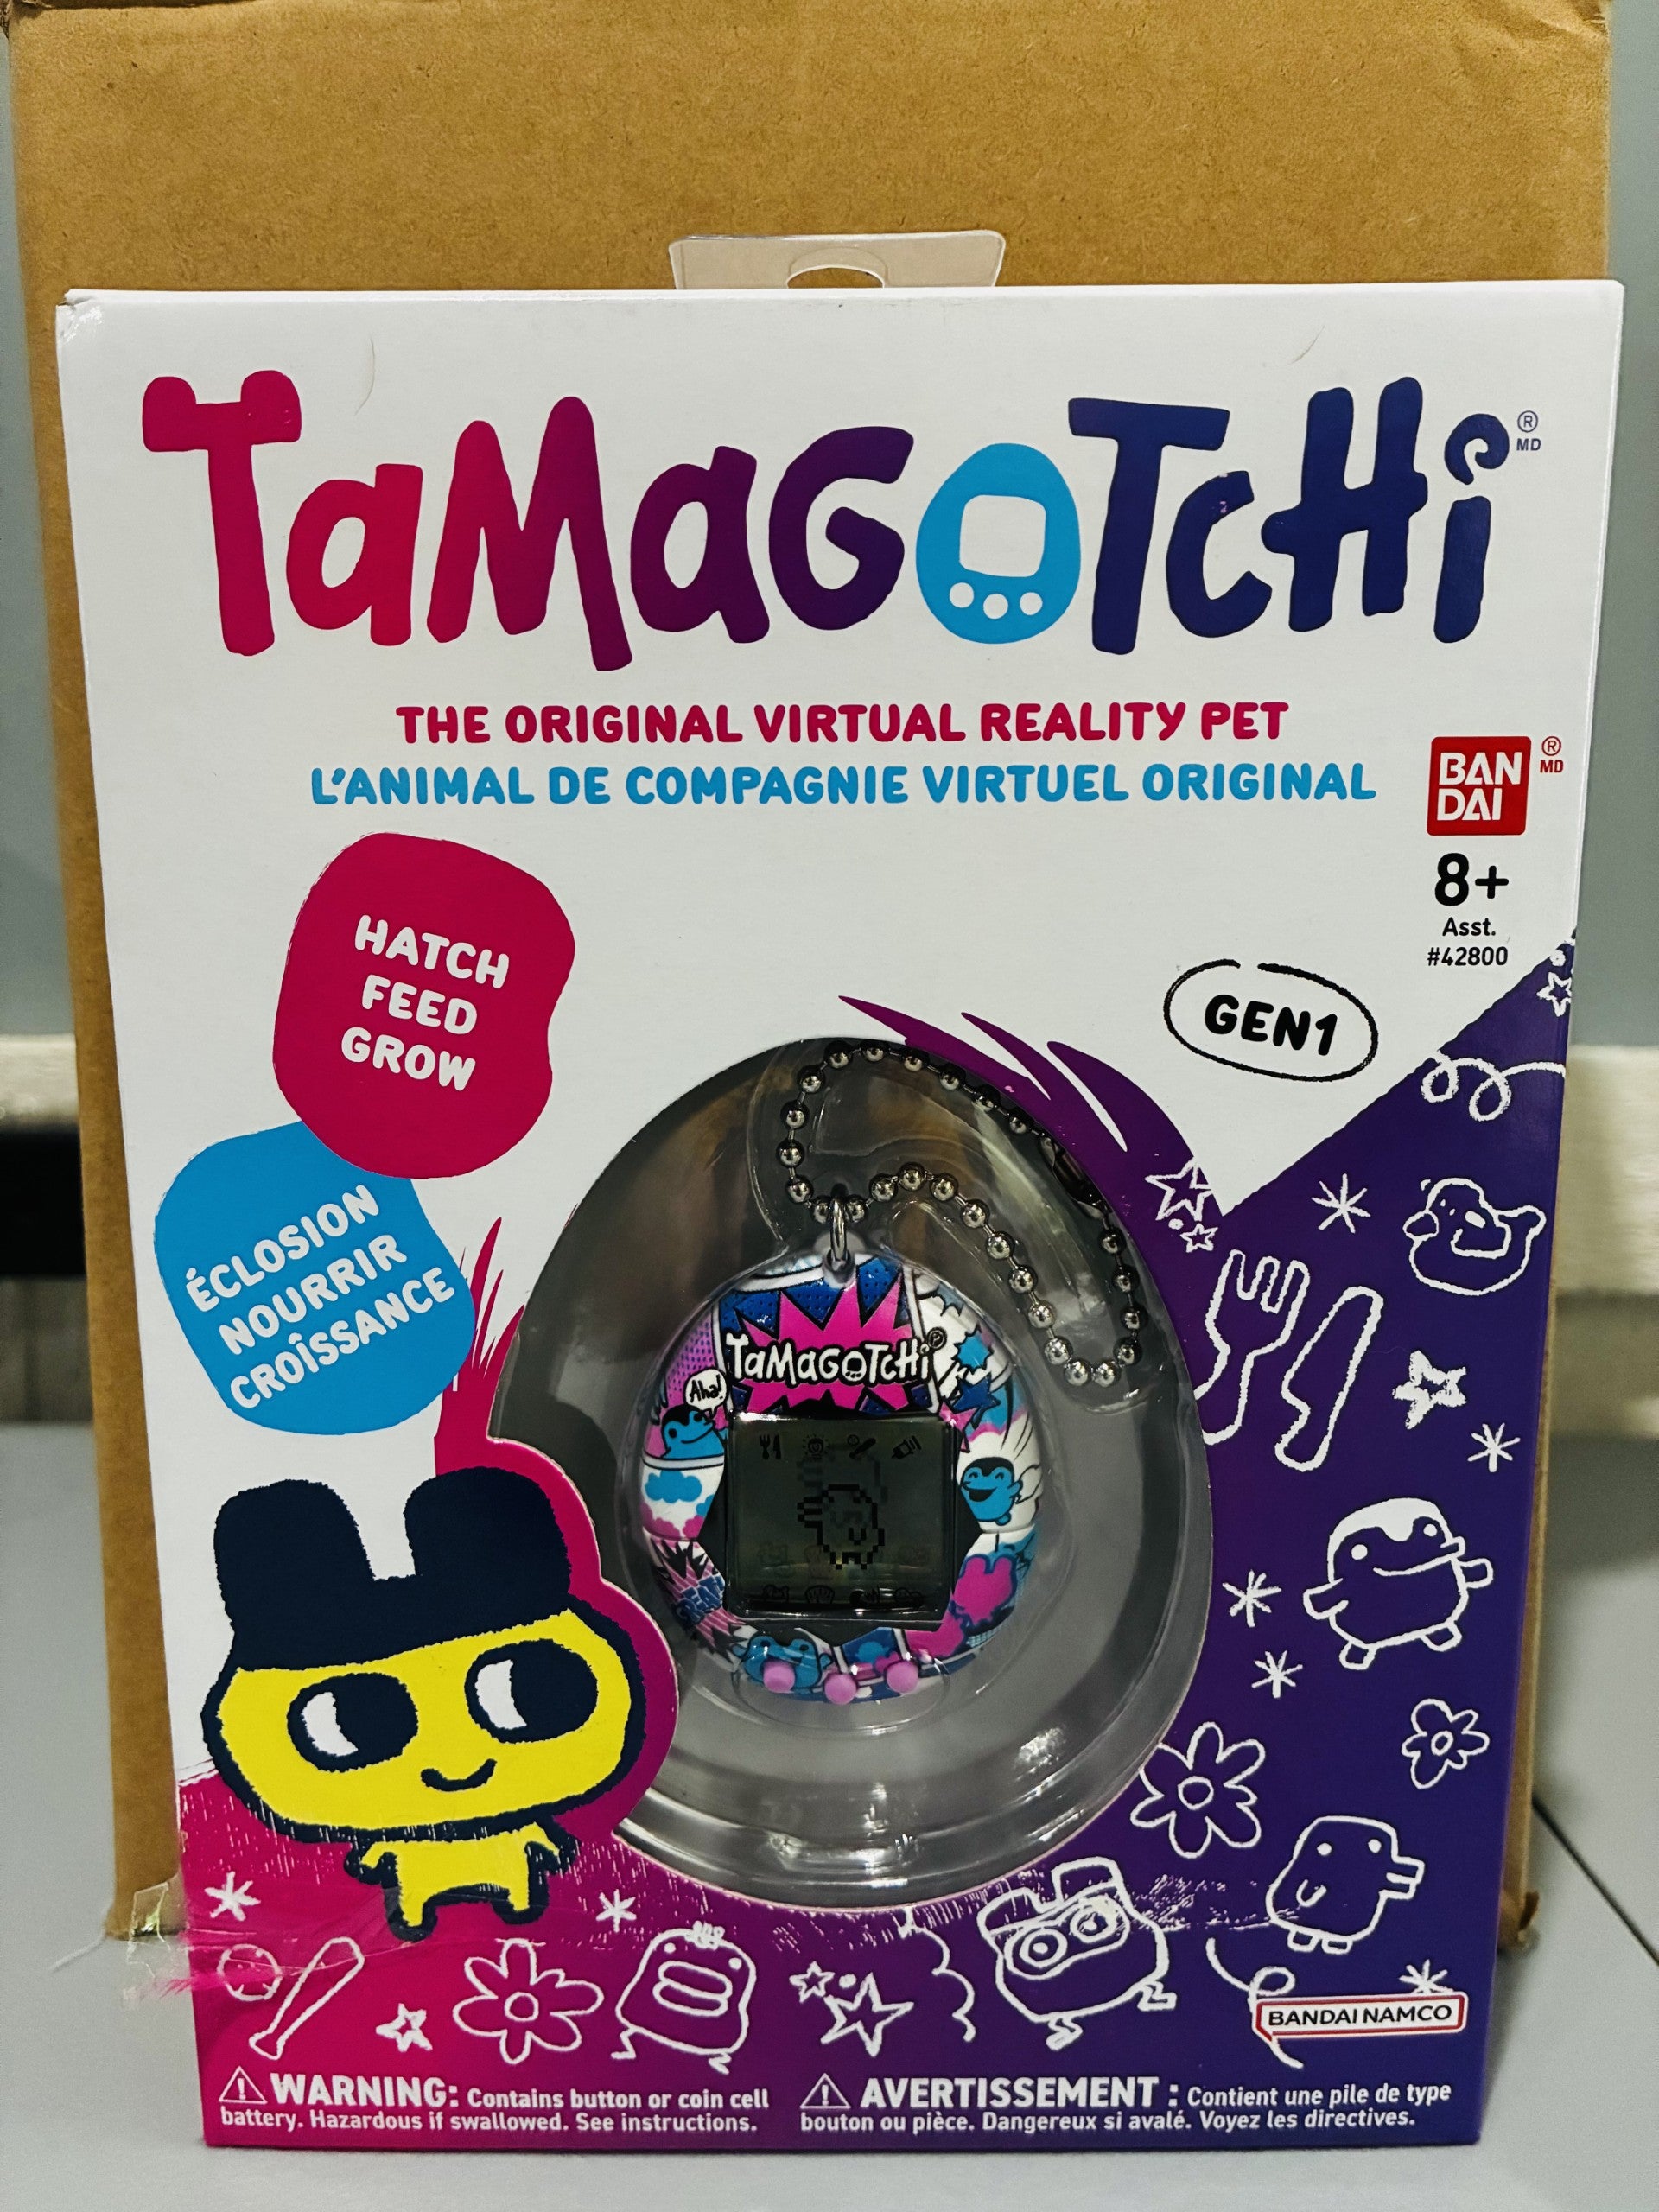 TaMaGoTcHi
® MD
THE ORIGINAL VIRTUAL REALITY PET
L'ANIMAL DE COMPAGNIE VIRTUEL ORIGINAL
BAN
DAI
® MD
8+
Asst.
#42800
HATCH
FEED
GROW
GEN1
ÉCLOSION
NOURRIR
CROÎSSANCE
TaMaGoTcHi
Aha!
BANDAI NAMCO
WARNING: Contains button or coin cell
battery. Hazardous if swallowed. See instructions.
AVERTISSEMENT : Contient une pile de type
bouton ou pièce. Dangereux si avalé. Voyez les directives.